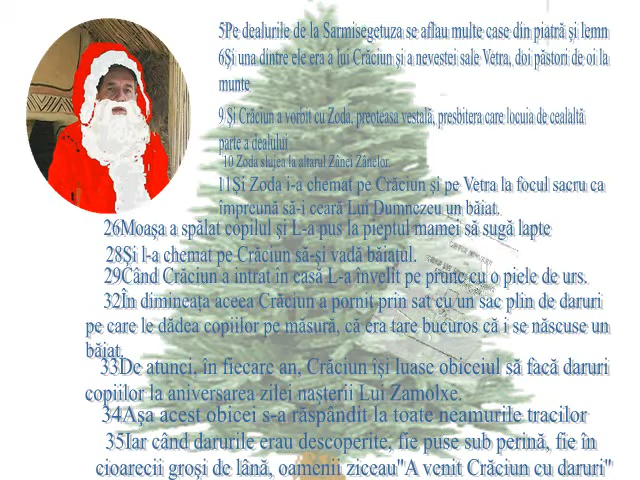 5Pe dealurile de la Sarmisegetuza se aflau multe case din piatră și lemn
6Și una dintre ele era a lui Crăciun și a nevestei sale Vetra, doi păstori de oi la
munte
9 Și Crăciun a vorbit cu Zoda, preoteasa vestală, presbitera care locuia de cealaltă
parte a dealului
10 Zoda slujea la altarul Zânei Zânelor.
11Și Zoda i-a chemat pe Crăciun și pe Vetra la focul sacru ca
împreună să-i ceară Lui Dumnezeu un băiat.
26Moașa a spălat copilul și L-a pus la pieptul mamei să sugă lapte
28Și l-a chemat pe Crăciun să-și vadă băiatul.
29Când Crăciun a intrat in casă L-a învelit pe prunc cu o piele de urs.
32În dimineața aceea Crăciun a pornit prin sat cu un sac plin de daruri
pe care le dădea copiilor pe măsură, că era tare bucuros că i se născuse un
băiat.
33De atunci, în fiecare an, Crăciun își luase obiceiul să facă daruri
copiilor la aniversarea zilei nașterii Lui Zamolxe.
34Așa acest obicei s-a răspândit la toate neamurile tracilor
35Iar când darurile erau descoperite, fie puse sub perină, fie în
cioarecii groși de lână, oamenii ziceau"A venit Crăciun cu daruri"